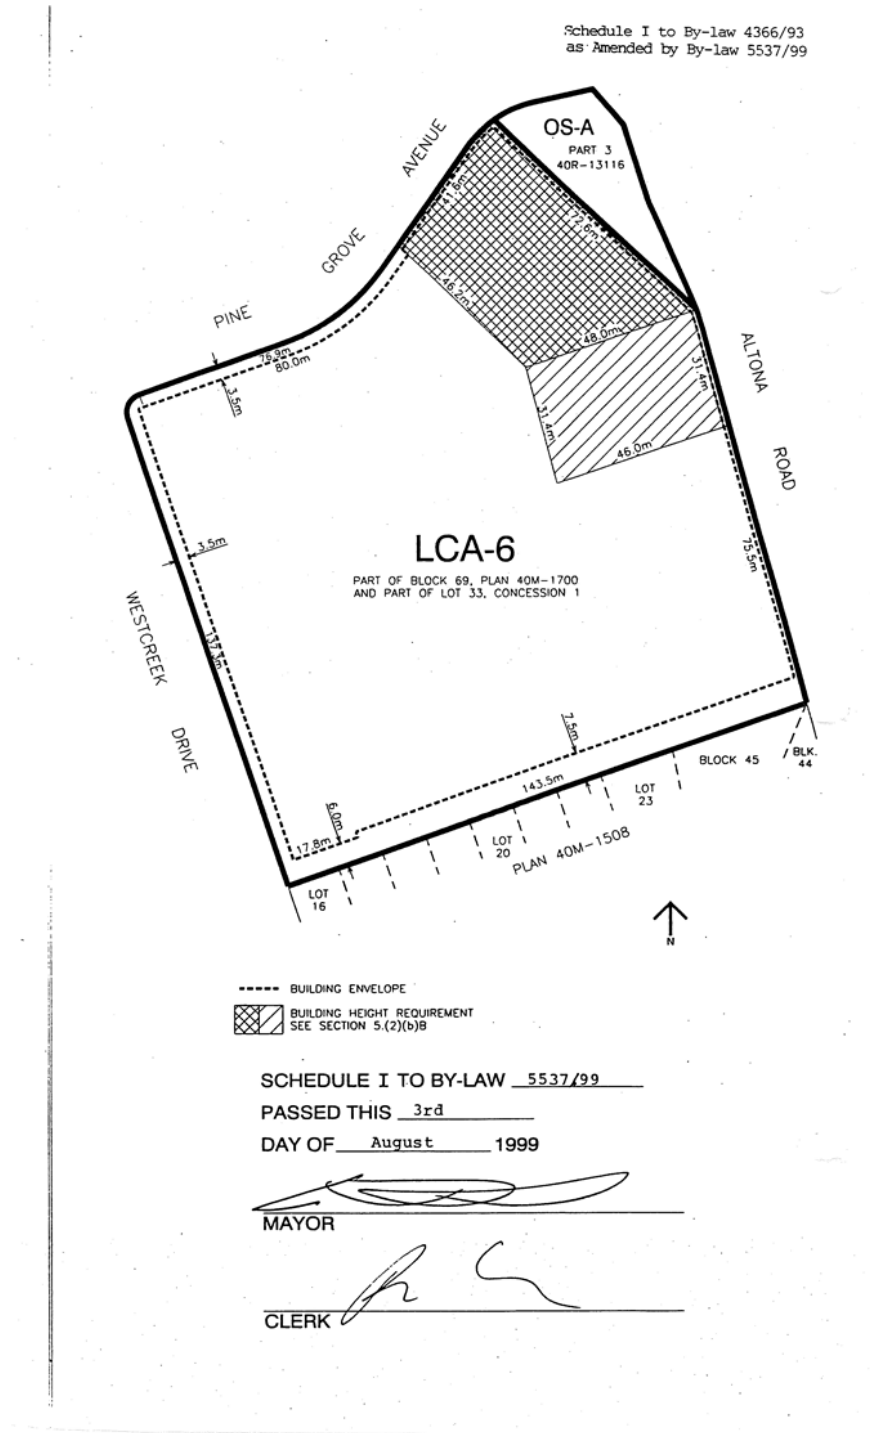 Schedule I to By-law 4366/93
as Amended by By-law 5537/99
OS-A
PART 3
40R-13116
AVENUE
GROVE
PINE
41.6m
72.6m
46.2m
48.0m
76.9m
80.0m
3.5m
31.4m
31.4m
46.0m
ALTONA
ROAD
3.5m
LCA-6
PART OF BLOCK 69, PLAN 40M-1700
AND PART OF LOT 33, CONCESSION 1
75.5m
WESTCREEK
DRIVE
137.3m
7.5m
143.5m
6.0m
17.8m
BLOCK 45
BLK.
44
LOT
23
LOT
20
PLAN 40M-1508
LOT
16
N
BUILDING ENVELOPE
BUILDING HEIGHT REQUIREMENT
SEE SECTION 5.(2)(b)B
SCHEDULE I TO BY-LAW 5537/99
PASSED THIS 3rd
DAY OF August 1999
MAYOR
CLERK